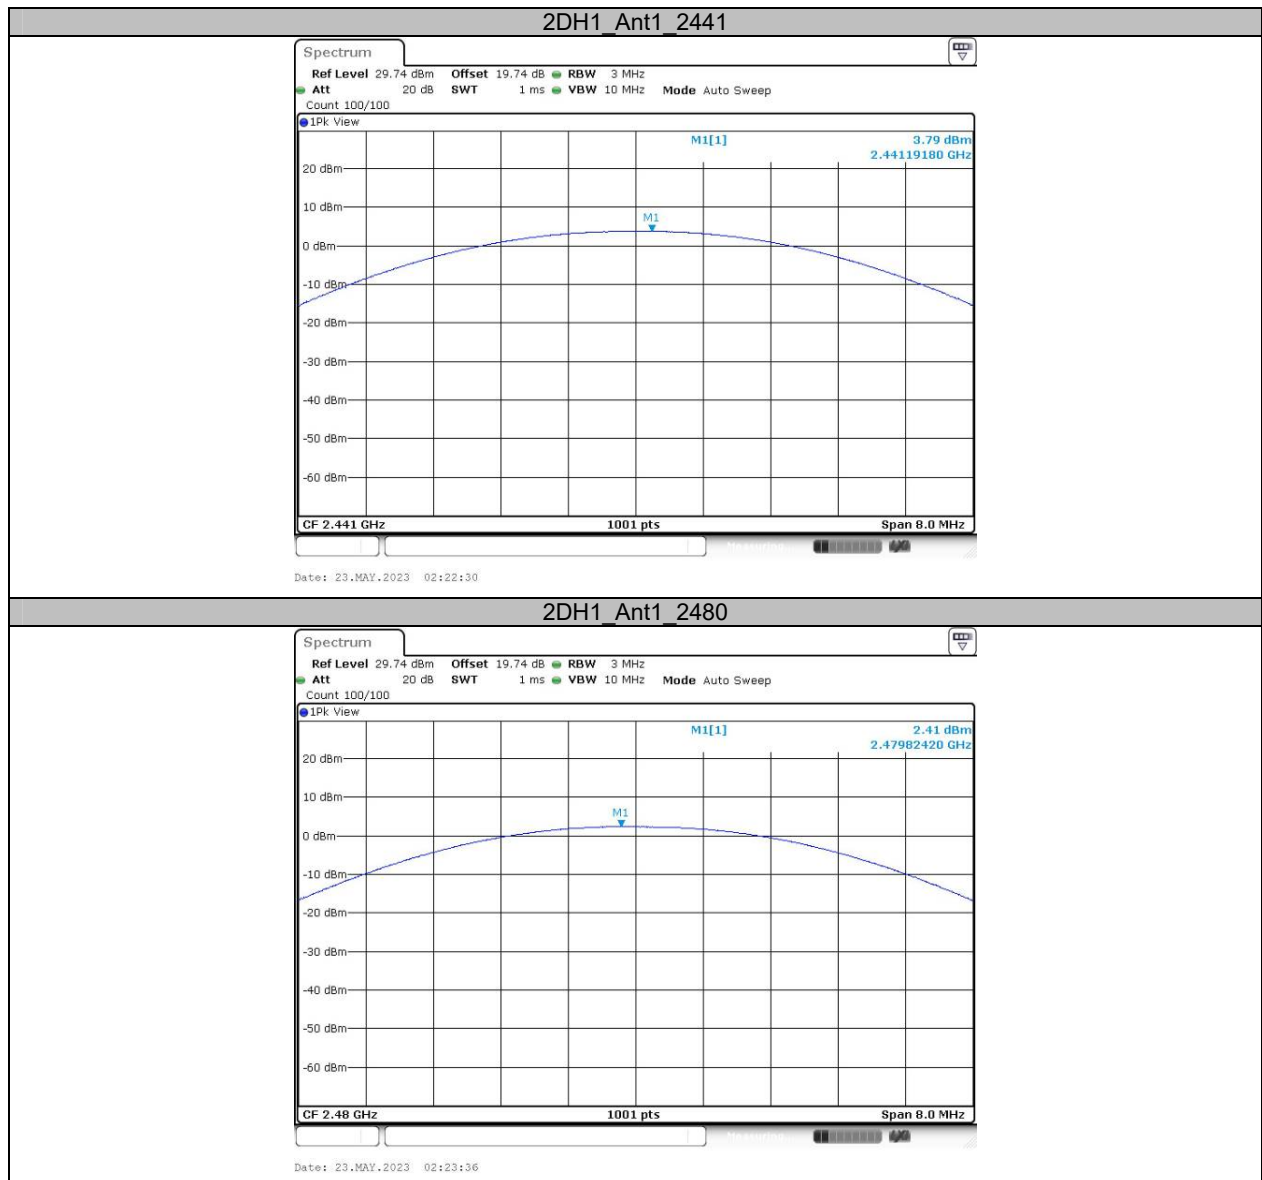 2DH1_Ant1_2441
Spectrum
Ref Level 29.74 dBm Offset 19.74 dB RBW 3 MHz
Att 20 dB SWT 1 ms VBW 10 MHz Mode Auto Sweep
Count 100/100
1Pk View
M1[1] 3.79 dBm
2.44119180 GHz
20 dBm
10 dBm
M1
0 dBm
-10 dBm
-20 dBm
-30 dBm
-40 dBm
-50 dBm
-60 dBm
CF 2.441 GHz 1001 pts Span 8.0 MHz
Measuring...
Date: 23.MAY.2023 02:22:30
2DH1_Ant1_2480
Spectrum
Ref Level 29.74 dBm Offset 19.74 dB RBW 3 MHz
Att 20 dB SWT 1 ms VBW 10 MHz Mode Auto Sweep
Count 100/100
1Pk View
M1[1] 2.41 dBm
2.47982420 GHz
20 dBm
10 dBm
M1
0 dBm
-10 dBm
-20 dBm
-30 dBm
-40 dBm
-50 dBm
-60 dBm
CF 2.48 GHz 1001 pts Span 8.0 MHz
Measuring...
Date: 23.MAY.2023 02:23:36